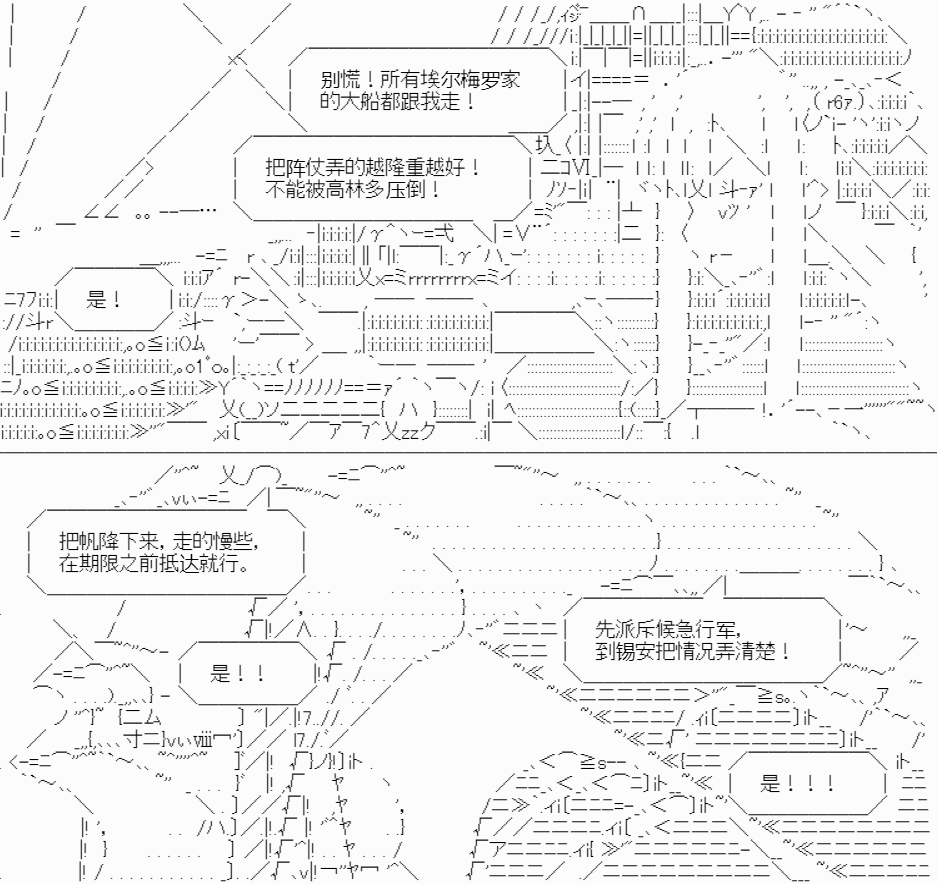 别慌！所有埃尔梅罗家
的大船都跟我走！
把阵仗弄的越隆重越好！
不能被高林多压倒！
是！
把帆降下来，走的慢些，
在期限之前抵达就行。
先派斥候急行军，
到锡安把情况弄清楚！
是！！
是！！！